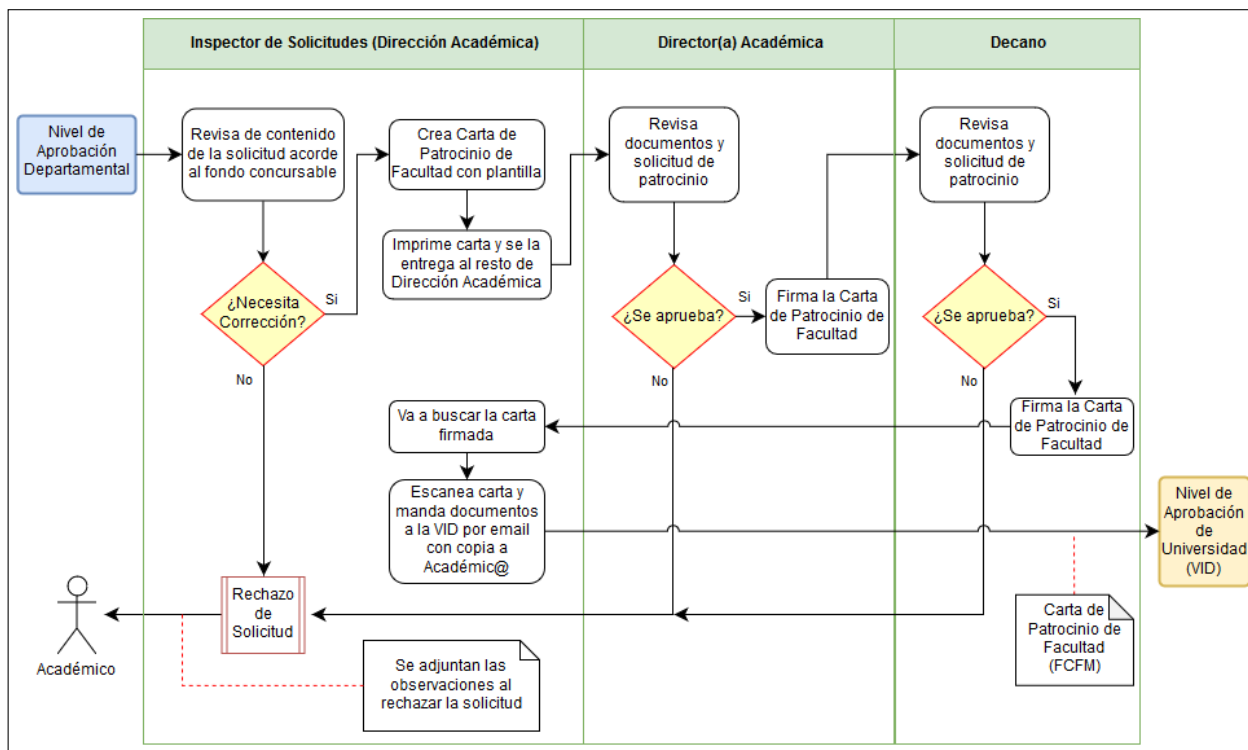 Inspector de Solicitudes (Dirección Académica)
Director(a) Académica
Decano
Nivel de
Aprobación
Departamental
Revisa de contenido
de la solicitud acorde
al fondo concursable
Crea Carta de
Patrocinio de
Facultad con plantilla
Revisa
documentos y
solicitud de
patrocinio
Revisa
documentos y
solicitud de
patrocinio
Imprime carta y se la
entrega al resto de
Dirección Académica
¿Necesita
Corrección?
Si
No
¿Se aprueba?
Si
No
Firma la Carta
de Patrocinio de
Facultad
¿Se aprueba?
Si
No
Firma la Carta
de Patrocinio de
Facultad
Va a buscar la carta
firmada
Escanea carta y
manda documentos
a la VID por email
con copia a
Académic@
Nivel de
Aprobación
de
Universidad
(VID)
Rechazo
de
Solicitud
Académico
Se adjuntan las
observaciones al
rechazar la solicitud
Carta de
Patrocinio de
Facultad
(FCFM)